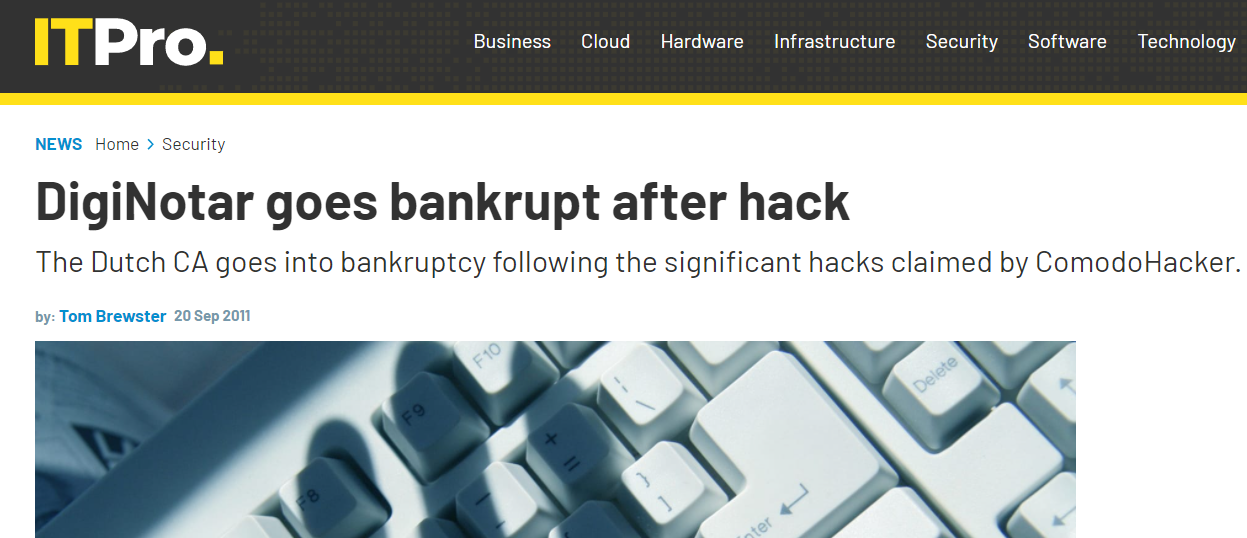 ITPro.
Business Cloud Hardware Infrastructure Security Software Technology
NEWS Home > Security
DigiNotar goes bankrupt after hack
The Dutch CA goes into bankruptcy following the significant hacks claimed by ComodoHacker.
by: Tom Brewster 20 Sep 2011
F10
Delete
F9
| \
+ =
F8
} ]